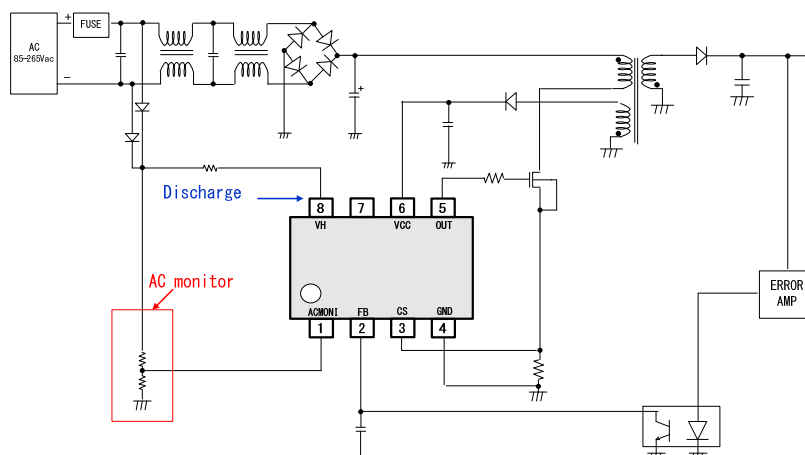 AC
85-265Vac
+
−
FUSE
+
Discharge
8
7
6
5
VH
VCC
OUT
AC monitor
ACMONI
FB
CS
GND
1
2
3
4
ERROR
AMP